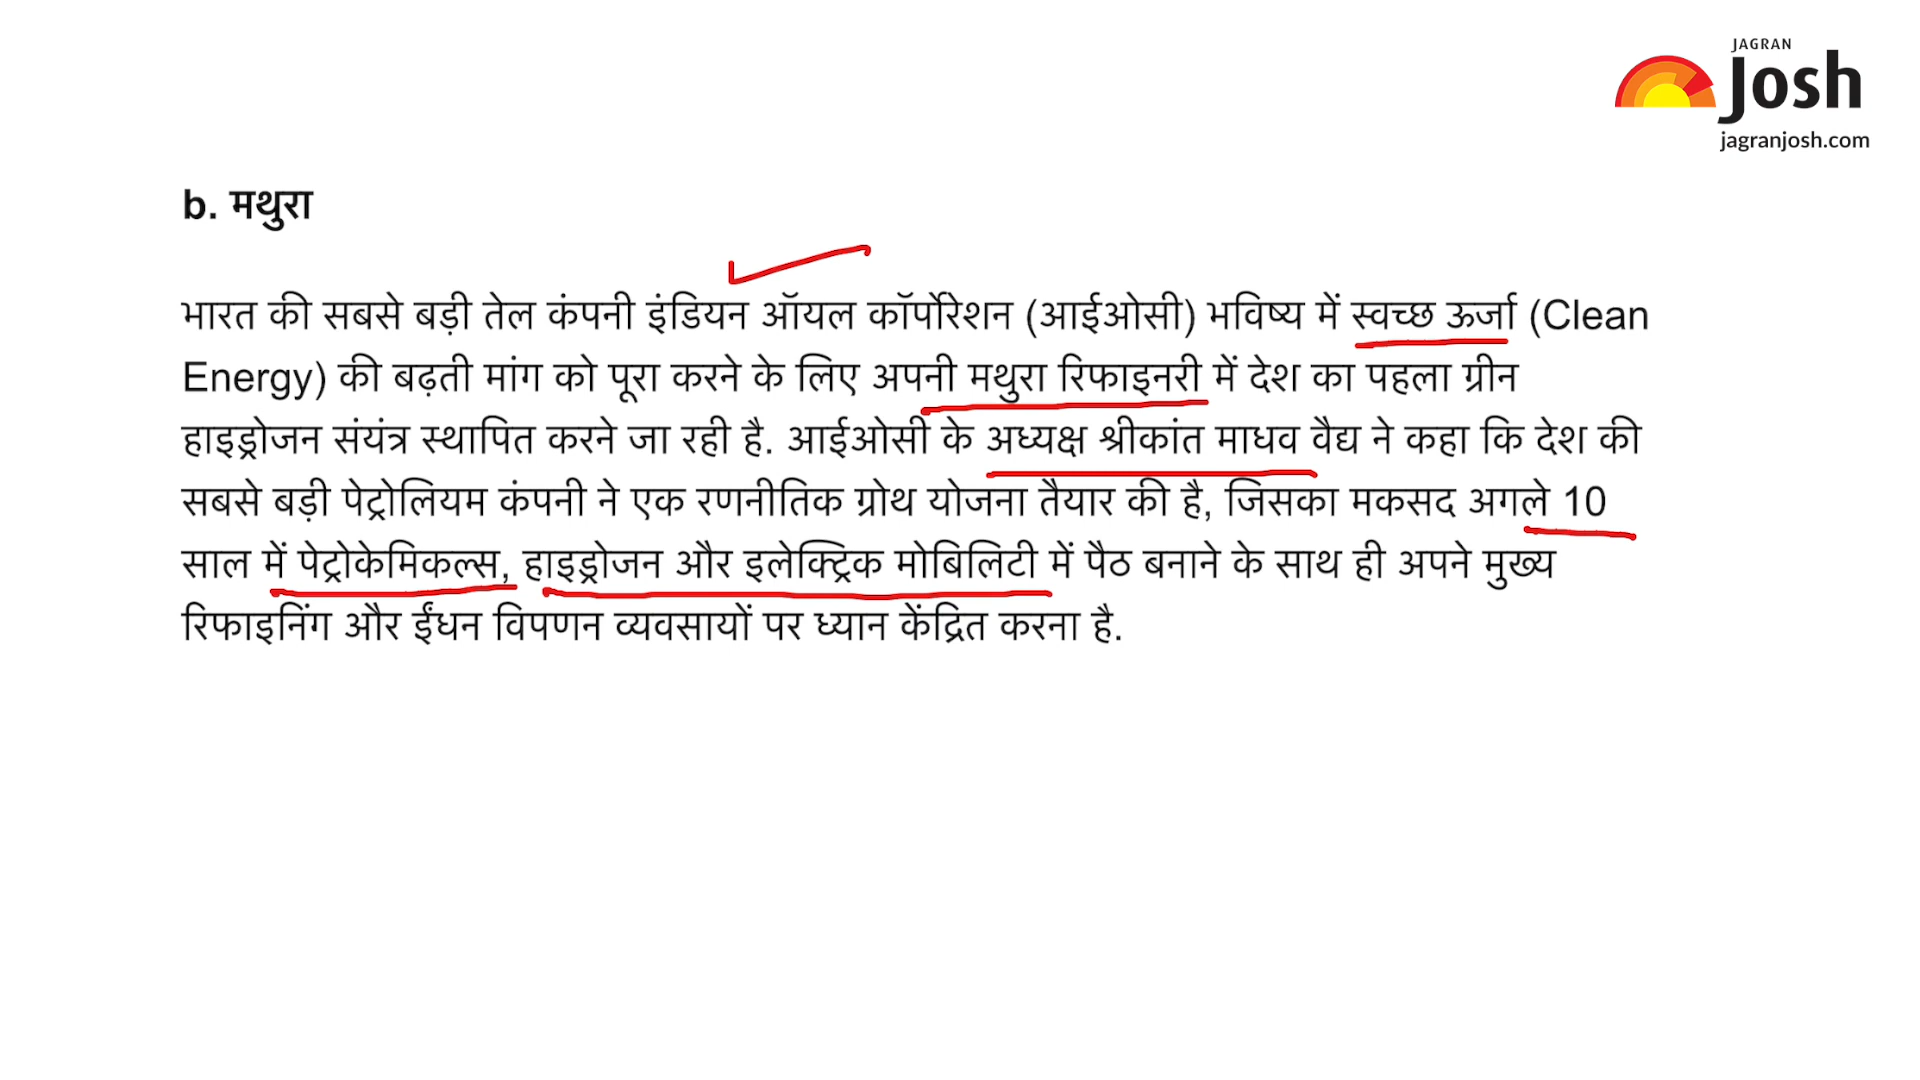 JAGRAN
Josh
jagranjosh.com
b. मथुरा
भारत की सबसे बड़ी तेल कंपनी इंडियन ऑयल कॉर्पोरेशन (आईओसी) भविष्य में स्वच्छ ऊर्जा (Clean
Energy) की बढ़ती मांग को पूरा करने के लिए अपनी मथुरा रिफाइनरी में देश का पहला ग्रीन
हाइड्रोजन संयंत्र स्थापित करने जा रही है. आईओसी के अध्यक्ष श्रीकांत माधव वैद्य ने कहा कि देश की
सबसे बड़ी पेट्रोलियम कंपनी ने एक रणनीतिक ग्रोथ योजना तैयार की है, जिसका मकसद अगले 10
साल में पेट्रोकेमिकल्स, हाइड्रोजन और इलेक्ट्रिक मोबिलिटी में पैठ बनाने के साथ ही अपने मुख्य
रिफाइनिंग और ईंधन विपणन व्यवसायों पर ध्यान केंद्रित करना है.